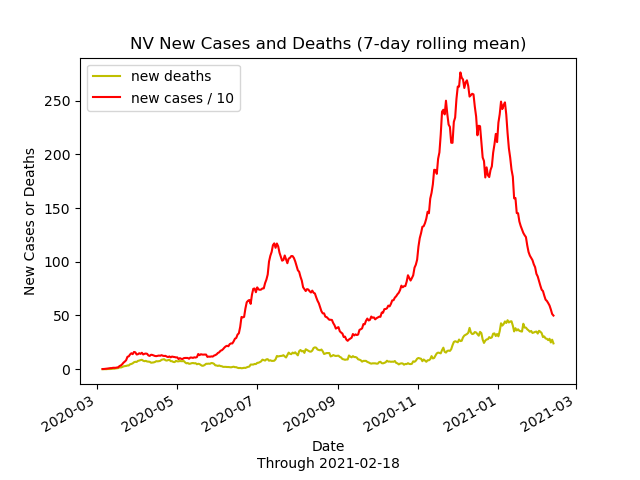 NV New Cases and Deaths (7-day rolling mean)
new deaths
new cases / 10
New Cases or Deaths
250
200
150
100
50
0
2020-03
2020-05
2020-07
2020-09
2020-11
2021-01
2021-03
Date
Through 2021-02-18